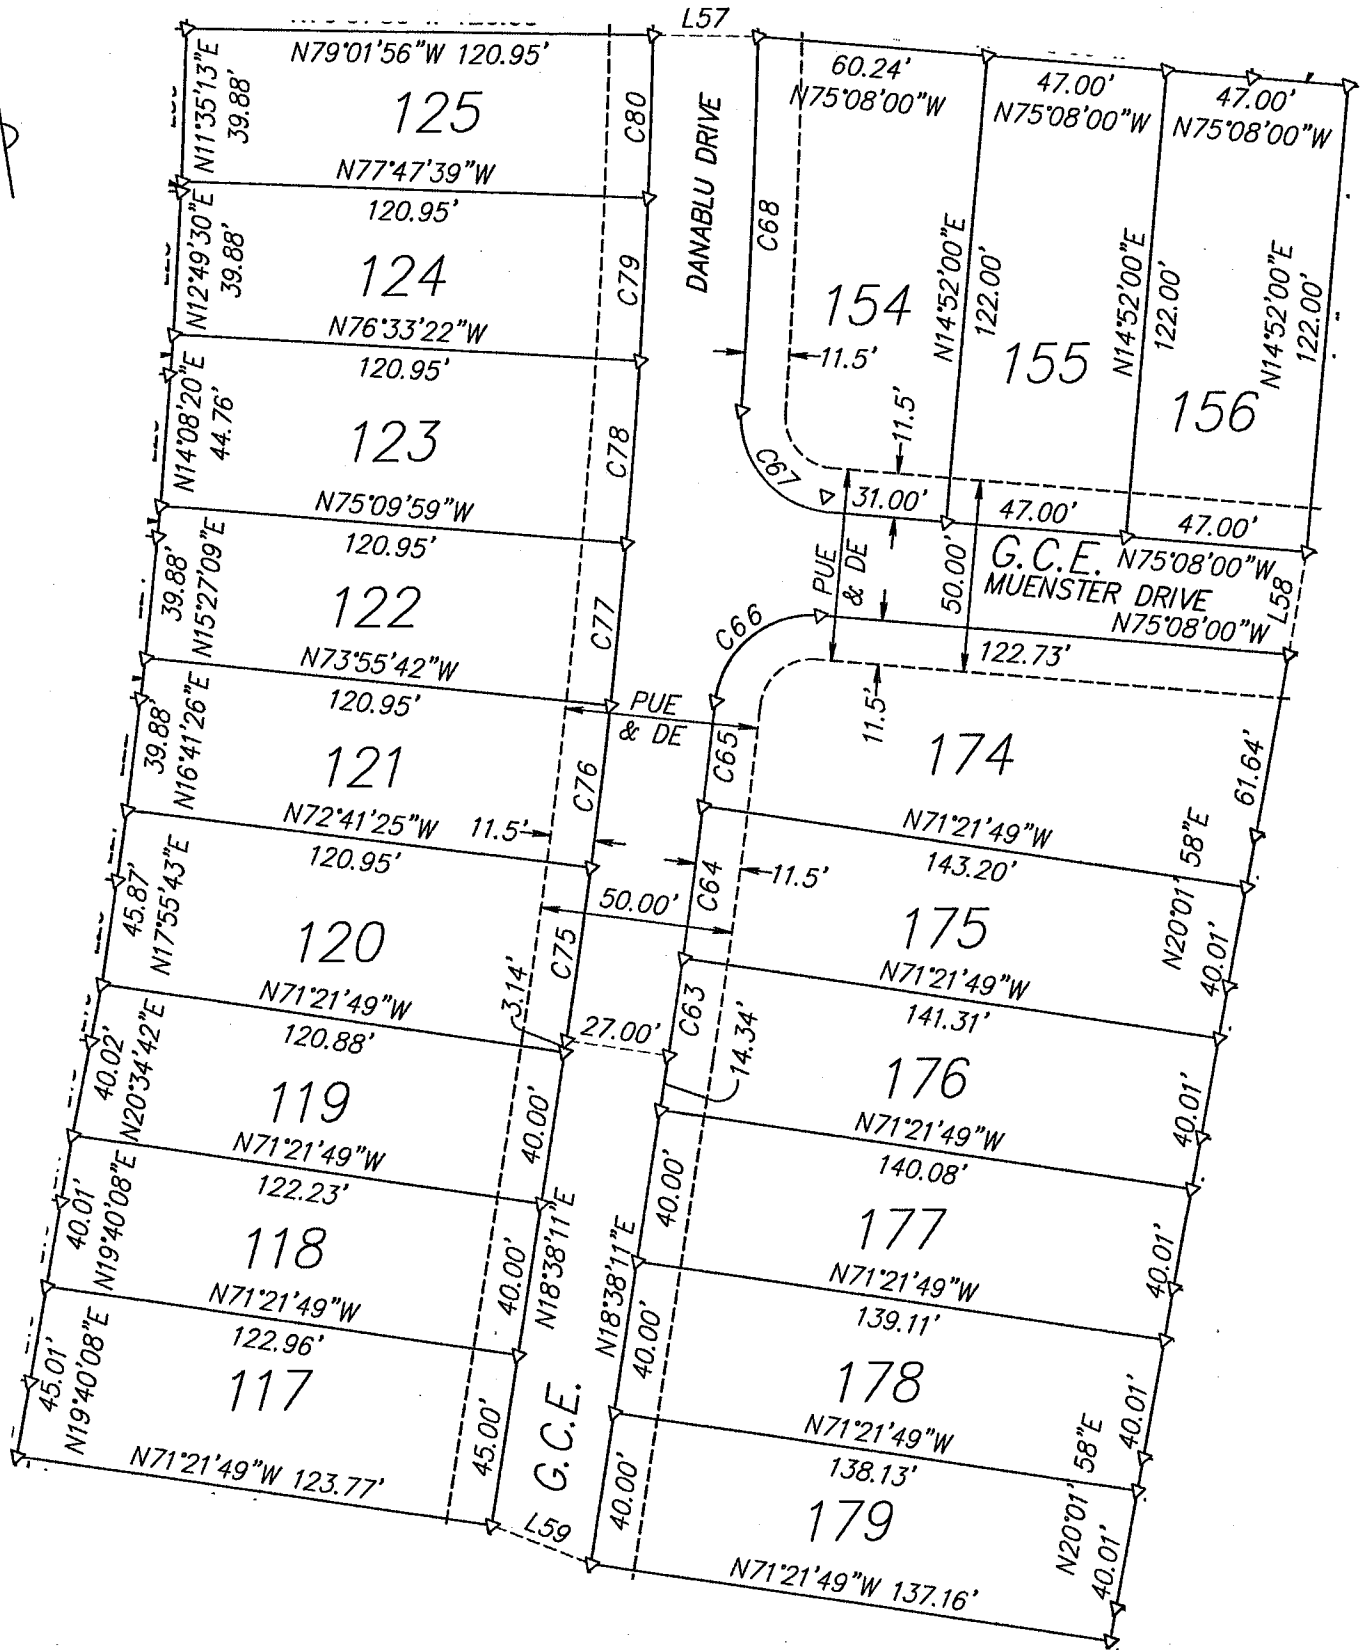 L57
N79°01'56"W 120.95'
N11°35'13"E
39.88'
125
C80
N77°47'39"W
120.95'
N12°49'30"E
39.88'
124
C79
N76°33'22"W
120.95'
N14°08'20"E
44.76'
123
C78
N75°09'59"W
120.95'
39.88'
N15°27'09"E
122
C77
N73°55'42"W
120.95'
39.88'
N16°41'26"E
121
C76
N72°41'25"W
120.95'
11.5'
45.87'
N17°55'43"E
120
C75
N71°21'49"W
120.88'
3.14'
27.00'
40.02'
N20°34'42"E
119
40.00'
N71°21'49"W
122.23'
40.01'
N19°40'08"E
118
40.00'
N18°38'11"E
N71°21'49"W
122.96'
45.01'
N19°40'08"E
117
45.00'
N71°21'49"W 123.77'
G.C.E.
L59
DANABLU DRIVE
C68
60.24'
N75°08'00"W
47.00'
N75°08'00"W
47.00'
N75°08'00"W
154
N14°52'00"E
122.00'
155
N14°52'00"E
122.00'
156
N14°52'00"E
122.00'
11.5'
11.5'
C67
31.00'
47.00'
47.00'
PUE
& DE
50.00'
G.C.E.
N75°08'00"W
MUENSTER DRIVE
N75°08'00"W
L58
C66
122.73'
PUE
& DE
11.5'
C65
174
61.64'
N71°21'49"W
143.20'
N20°01'58"E
C64
11.5'
50.00'
175
40.01'
N71°21'49"W
141.31'
C63
14.34'
176
40.01'
N71°21'49"W
140.08'
40.00'
N18°38'11"E
177
40.01'
N71°21'49"W
139.11'
40.00'
178
40.01'
N71°21'49"W
138.13'
N20°01'58"E
40.00'
179
40.01'
N71°21'49"W 137.16'